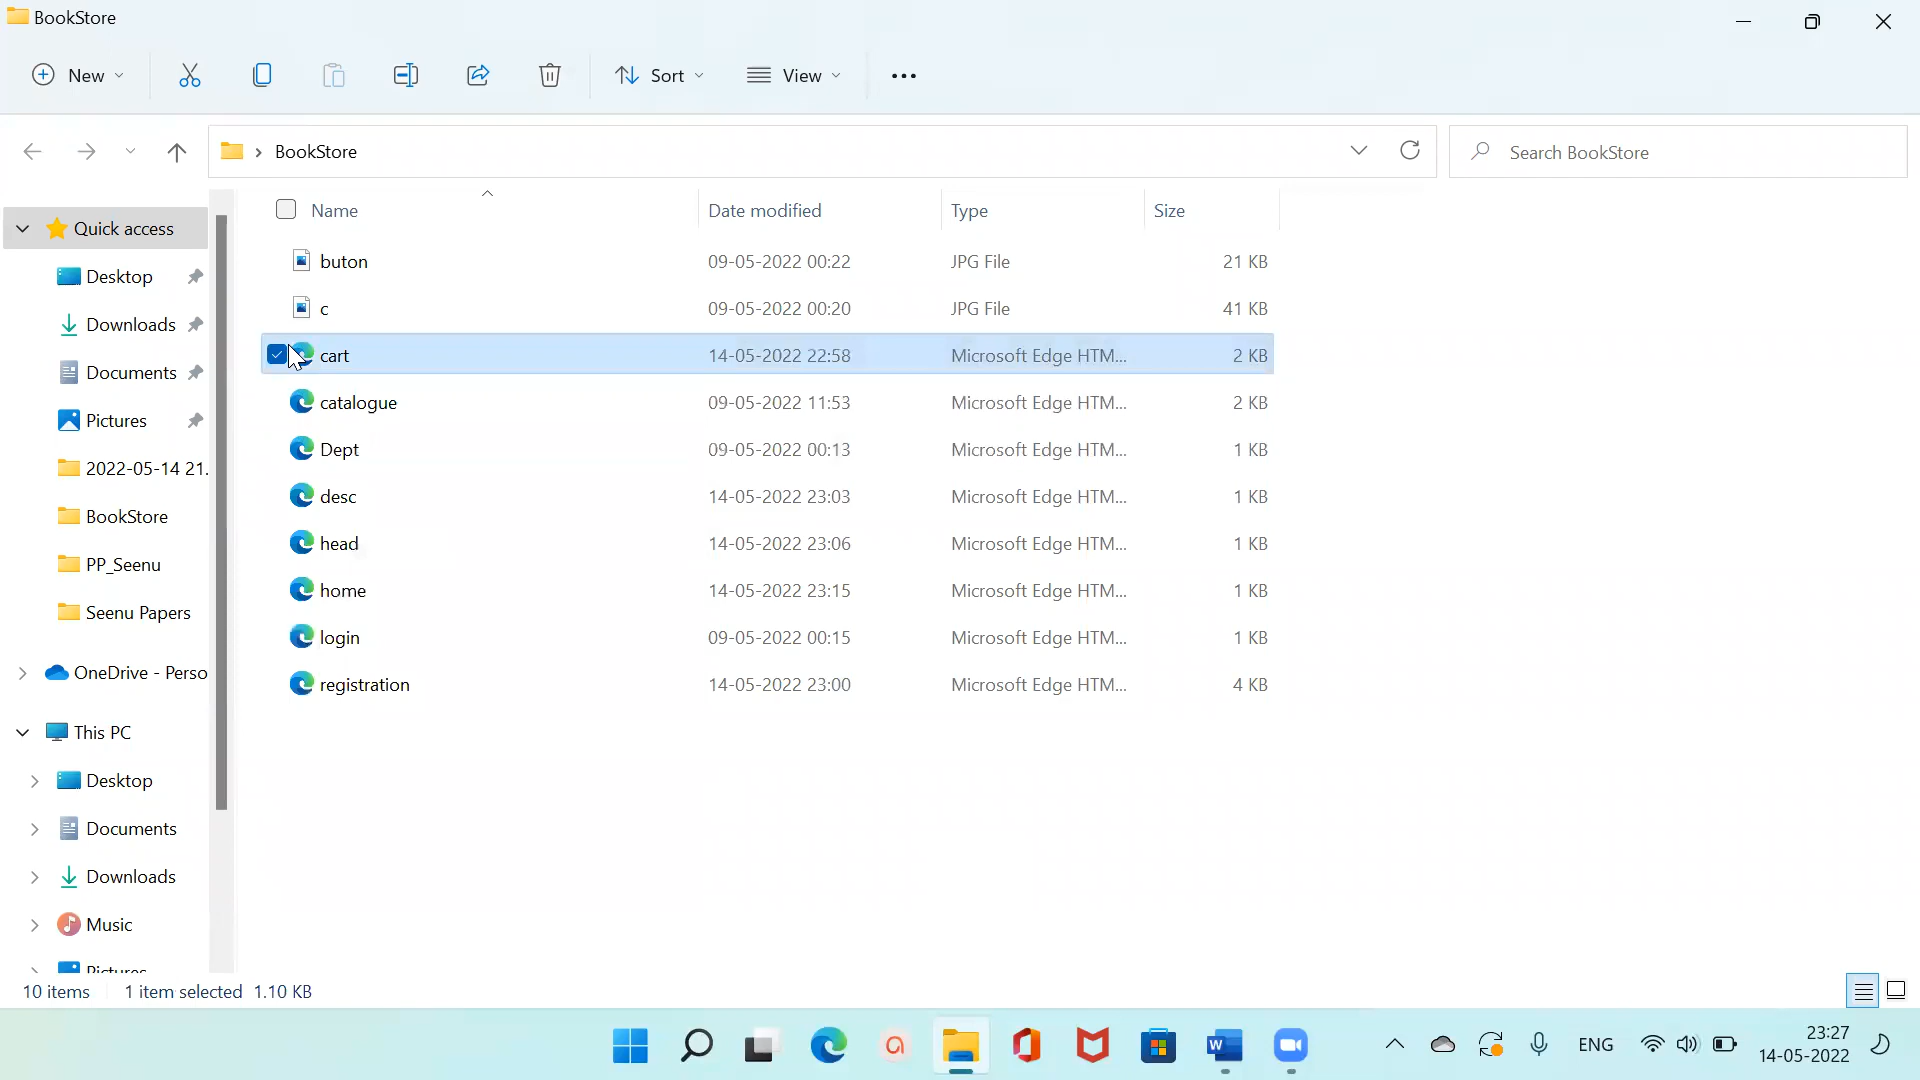 BookStore
New
Sort
View
BookStore
Search BookStore
Name
Date modified
Type
Size
buton 09-05-2022 00:22 JPG File 21 KB
c 09-05-2022 00:20 JPG File 41 KB
cart 14-05-2022 22:58 Microsoft Edge HTM... 2 KB
catalogue 09-05-2022 11:53 Microsoft Edge HTM... 2 KB
Dept 09-05-2022 00:13 Microsoft Edge HTM... 1 KB
desc 14-05-2022 23:03 Microsoft Edge HTM... 1 KB
head 14-05-2022 23:06 Microsoft Edge HTM... 1 KB
home 14-05-2022 23:15 Microsoft Edge HTM... 1 KB
login 09-05-2022 00:15 Microsoft Edge HTM... 1 KB
registration 14-05-2022 23:00 Microsoft Edge HTM... 4 KB
Quick access
Desktop
Downloads
Documents
Pictures
2022-05-14 21.
BookStore
PP_Seenu
Seenu Papers
OneDrive - Perso
This PC
Desktop
Documents
Downloads
Music
Pictures
10 items 1 item selected 1.10 KB
ENG
23:27
14-05-2022